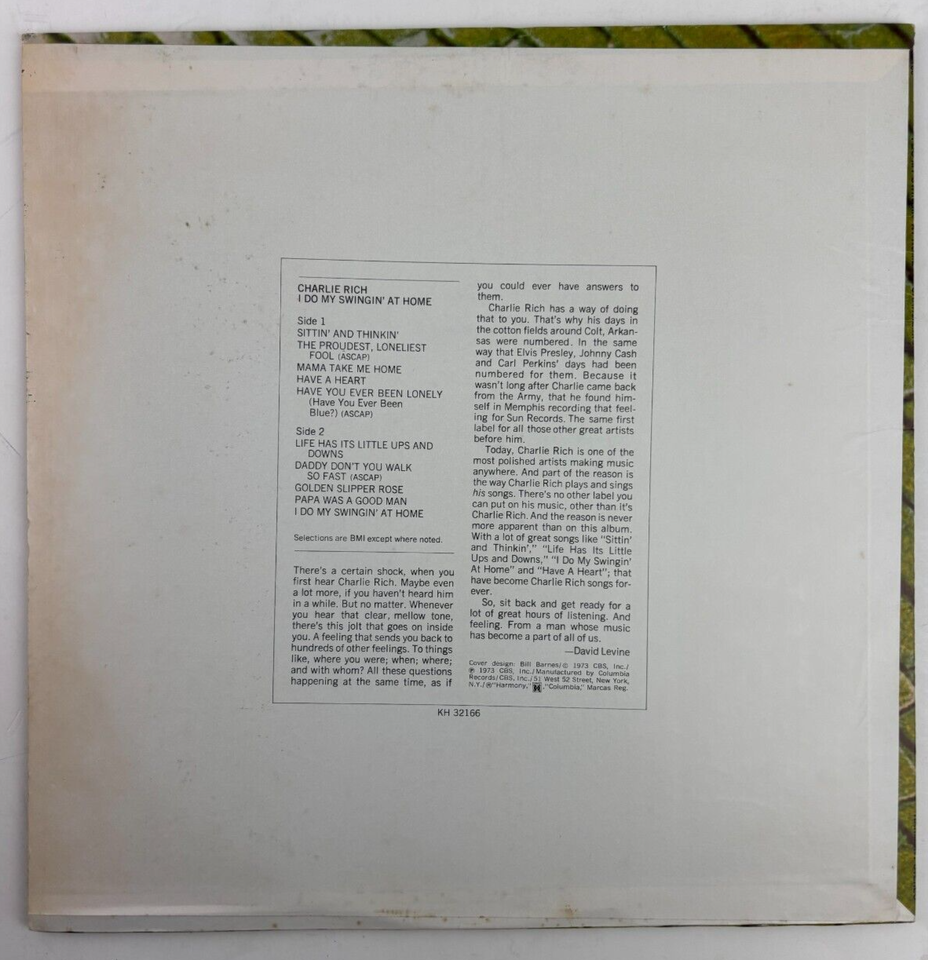 CHARLIE RICH
I DO MY SWINGIN' AT HOME
Side 1
SITTIN' AND THINKIN'
THE PROUDEST, LONELIEST
FOOL (ASCAP)
MAMA TAKE ME HOME
HAVE A HEART
HAVE YOU EVER BEEN LONELY
(Have You Ever Been
Blue?) (ASCAP)
Side 2
LIFE HAS ITS LITTLE UPS AND
DOWNS
DADDY DON'T YOU WALK
SO FAST (ASCAP)
GOLDEN SLIPPER ROSE
PAPA WAS A GOOD MAN
I DO MY SWINGIN' AT HOME
Selections are BMI except where noted.
There's a certain shock, when you
first hear Charlie Rich. Maybe even
a lot more, if you haven't heard him
in a while. But no matter. Whenever
you hear that clear, mellow tone,
there's this jolt that goes on inside
you. A feeling that sends you back to
hundreds of other feelings. To things
like, where you were; when; where;
and with whom? All these questions
happening at the same time, as if
you could ever have answers to
them.
Charlie Rich has a way of doing
that to you. That's why his days in
the cotton fields around Colt, Arkan-
sas were numbered. In the same
way that Elvis Presley, Johnny Cash
and Carl Perkins' days had been
numbered for them. Because it
wasn't long after Charlie came back
from the Army, that he found him-
self in Memphis recording that feel-
ing for Sun Records. The same first
label for all those other great artists
before him.
Today, Charlie Rich is one of the
most polished artists making music
anywhere. And part of the reason is
the way Charlie Rich plays and sings
his songs. There's no other label you
can put on his music, other than it's
Charlie Rich. And the reason is never
more apparent than on this album.
With a lot of great songs like "Sittin'
and Thinkin'," "Life Has Its Little
Ups and Downs," "I Do My Swingin'
At Home" and "Have A Heart"; that
have become Charlie Rich songs for-
ever.
So, sit back and get ready for a
lot of great hours of listening. And
feeling. From a man whose music
has become a part of all of us.
—David Levine
Cover design: Bill Barnes/© 1973 CBS, Inc./
℗ 1973 CBS, Inc./Manufactured by Columbia
Records/CBS, Inc./51 West 52 Street, New York,
N.Y./®"Harmony," H, "Columbia," Marcas Reg.
KH 32166